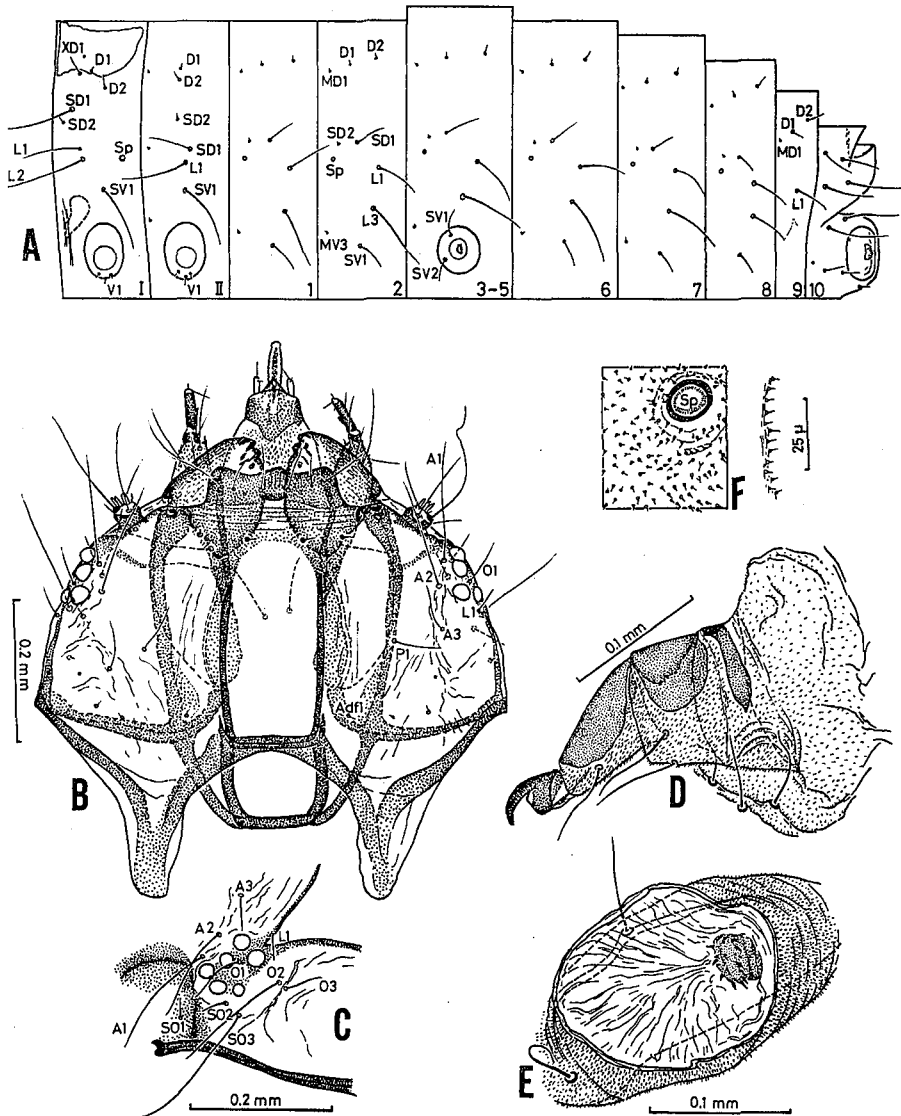 XD1 D1 D2
SD1
SD2
L1 Sp
L2
SV1
V1 I
D1
D2
SD2
SD1
L1
SV1
V1 II
1
D1 D2
MD1
SD2 SD1
Sp
L1
L3
MV3
SV1
2
SV1
SV2
3-5
6
7
8
D1 D2
MD1
L1
9 10
A
A1
A2
O1
L1
A3
P1
Adf1
0.2 mm
B
Sp
25 µ
F
0.1 mm
D
A3
A2
L1
O1 O2 O3
A1 SO1 SO2
SO3
C
0.2 mm
E
0.1 mm